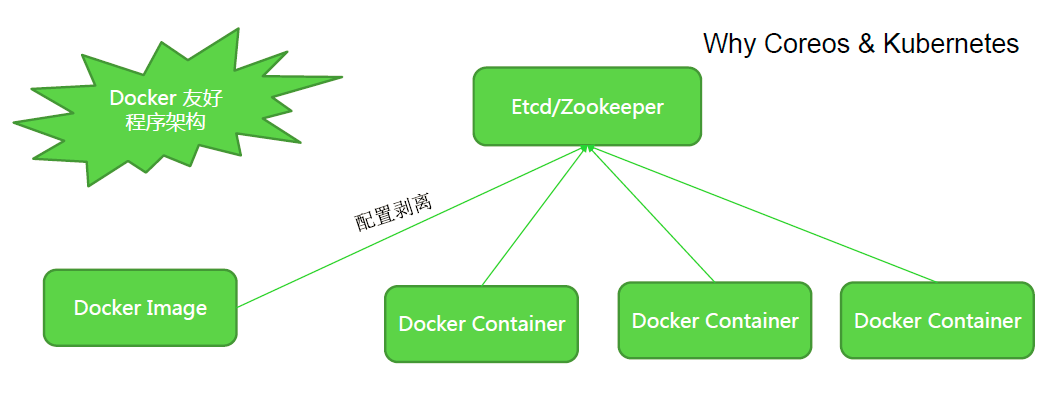 Why Coreos & Kubernetes
Docker 友好
程序架构
Etcd/Zookeeper
配置剥离
Docker Image
Docker Container
Docker Container
Docker Container